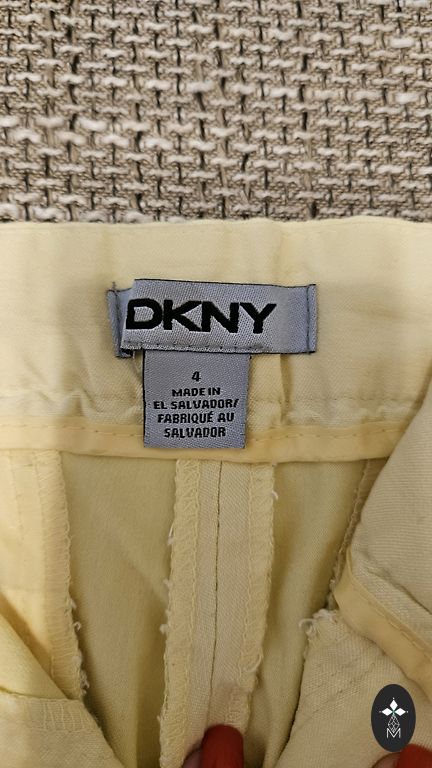 DKNY
4
MADE IN
EL SALVADOR/
FABRIQUÉ AU
SALVADOR
M